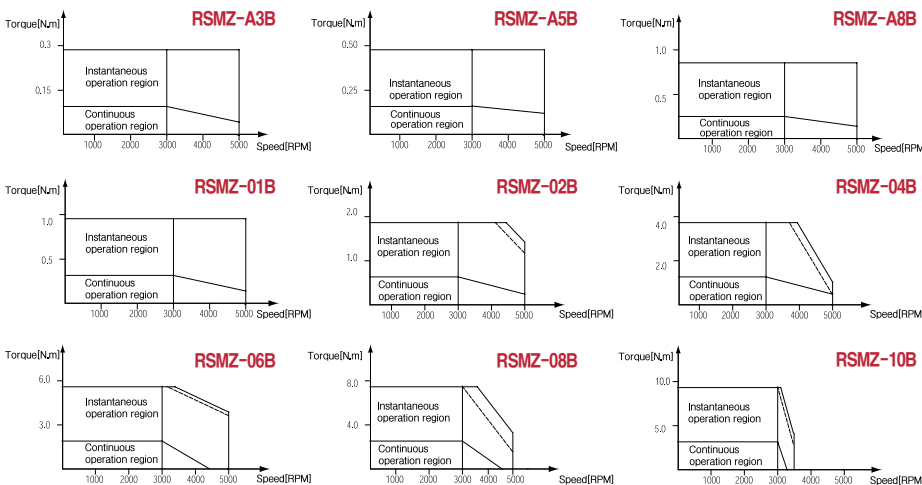 RSMZ-A3B
Torque[N.m]
0.3
0.15
Instantaneous
operation region
Continuous
operation region
1000 2000 3000 4000 5000 Speed[RPM]
RSMZ-A5B
Torque[N.m]
0.50
0.25
Instantaneous
operation region
Continuous
operation region
1000 2000 3000 4000 5000 Speed[RPM]
RSMZ-A8B
Torque[N.m]
1.0
0.5
Instantaneous
operation region
Continuous
operation region
1000 2000 3000 4000 5000 Speed[RPM]
RSMZ-01B
Torque[N.m]
1.0
0.5
Instantaneous
operation region
Continuous
operation region
1000 2000 3000 4000 5000 Speed[RPM]
RSMZ-02B
Torque[N.m]
2.0
1.0
Instantaneous
operation region
Continuous
operation region
1000 2000 3000 4000 5000 Speed[RPM]
RSMZ-04B
Torque[N.m]
4.0
2.0
Instantaneous
operation region
Continuous
operation region
1000 2000 3000 4000 5000 Speed[RPM]
RSMZ-06B
Torque[N.m]
6.0
3.0
Instantaneous
operation region
Continuous
operation region
1000 2000 3000 4000 5000 Speed[RPM]
RSMZ-08B
Torque[N.m]
8.0
4.0
Instantaneous
operation region
Continuous
operation region
1000 2000 3000 4000 5000 Speed[RPM]
RSMZ-10B
Torque[N.m]
10.0
5.0
Instantaneous
operation region
Continuous
operation region
1000 2000 3000 4000 5000 Speed[RPM]